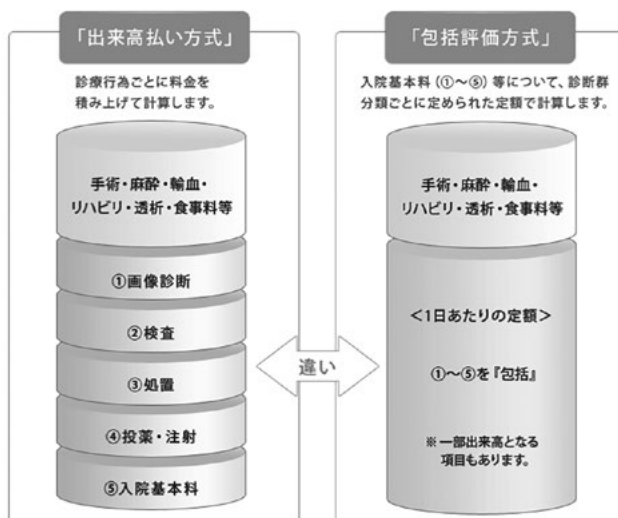 「出来高払い方式」
診療行為ごとに料金を
積み上げて計算します。
手術・麻酔・輸血・
リハビリ・透析・食事料等
①画像診断
②検査
③処置
④投薬・注射
⑤入院基本料
違い
「包括評価方式」
入院基本料（①～⑤）等について、診断群
分類ごとに定められた定額で計算します。
手術・麻酔・輸血・
リハビリ・透析・食事料等
＜1日あたりの定額＞
①～⑤を『包括』
※一部出来高となる
項目もあります。